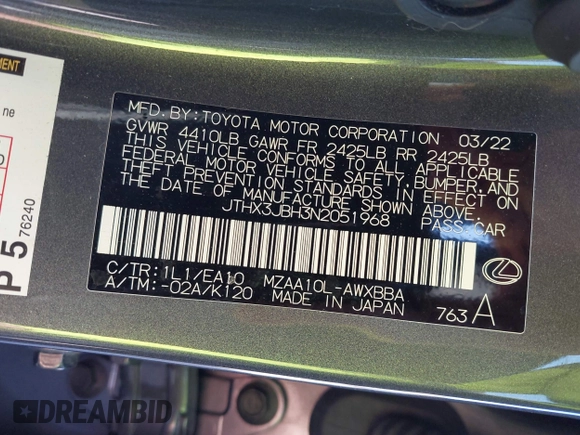 MFD.BY:TOYOTA MOTOR CORPORATION 03/22
GVWR 4410LB GAWR FR 2425LB RR 2425LB
THIS VEHICLE CONFORMS TO ALL APPLICABLE
FEDERAL MOTOR VEHICLE SAFETY,BUMPER,AND
THEFT PREVENTION STANDARDS IN EFFECT ON
THE DATE OF MANUFACTURE SHOWN ABOVE.
JTHX3JBH3N2051968 PASS.CAR
C/TR:1L1/EA10 MZAA10L-AWXBBA
A/TM:-02A/K120 MADE IN JAPAN 763 A
MENT
ne
P 5 76240
DREAMBID